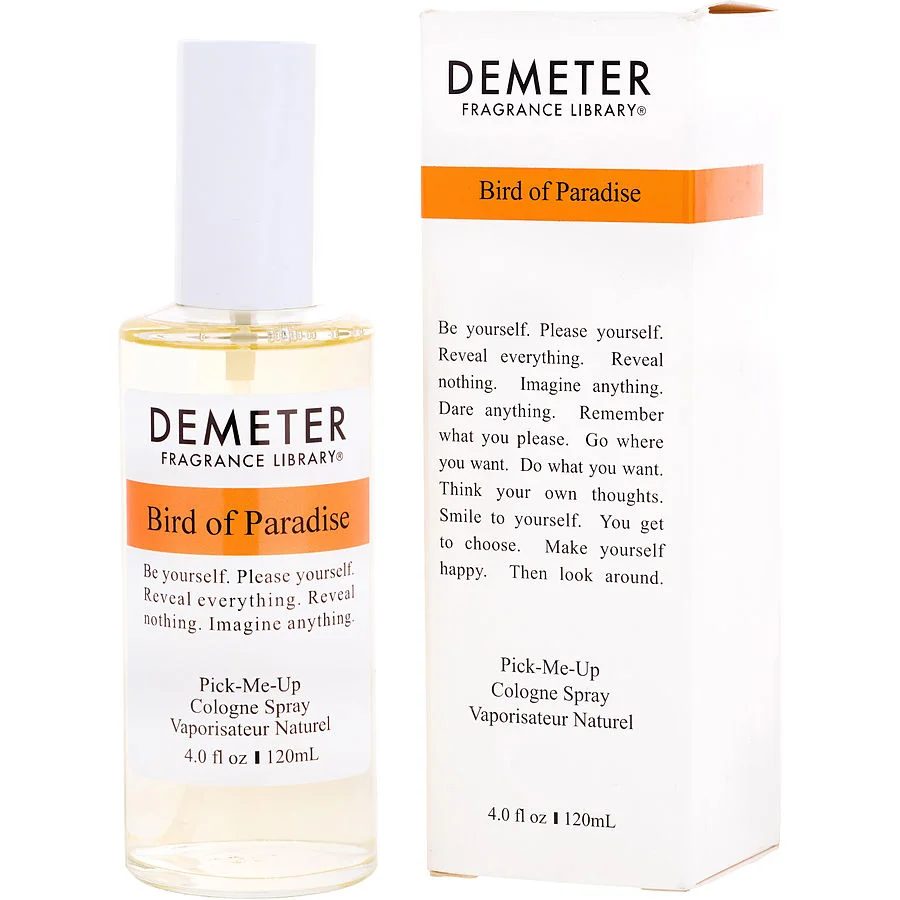 DEMETER
FRAGRANCE LIBRARY®
Bird of Paradise
Be yourself. Please yourself.
Reveal everything. Reveal
nothing. Imagine anything.
Pick-Me-Up
Cologne Spray
Vaporisateur Naturel
4.0 fl oz ▮ 120mL
DEMETER
FRAGRANCE LIBRARY®
Bird of Paradise
Be yourself. Please yourself.
Reveal everything. Reveal
nothing. Imagine anything.
Dare anything. Remember
what you please. Go where
you want. Do what you want.
Think your own thoughts.
Smile to yourself. You get
to choose. Make yourself
happy. Then look around.
Pick-Me-Up
Cologne Spray
Vaporisateur Naturel
4.0 fl oz ▮ 120mL